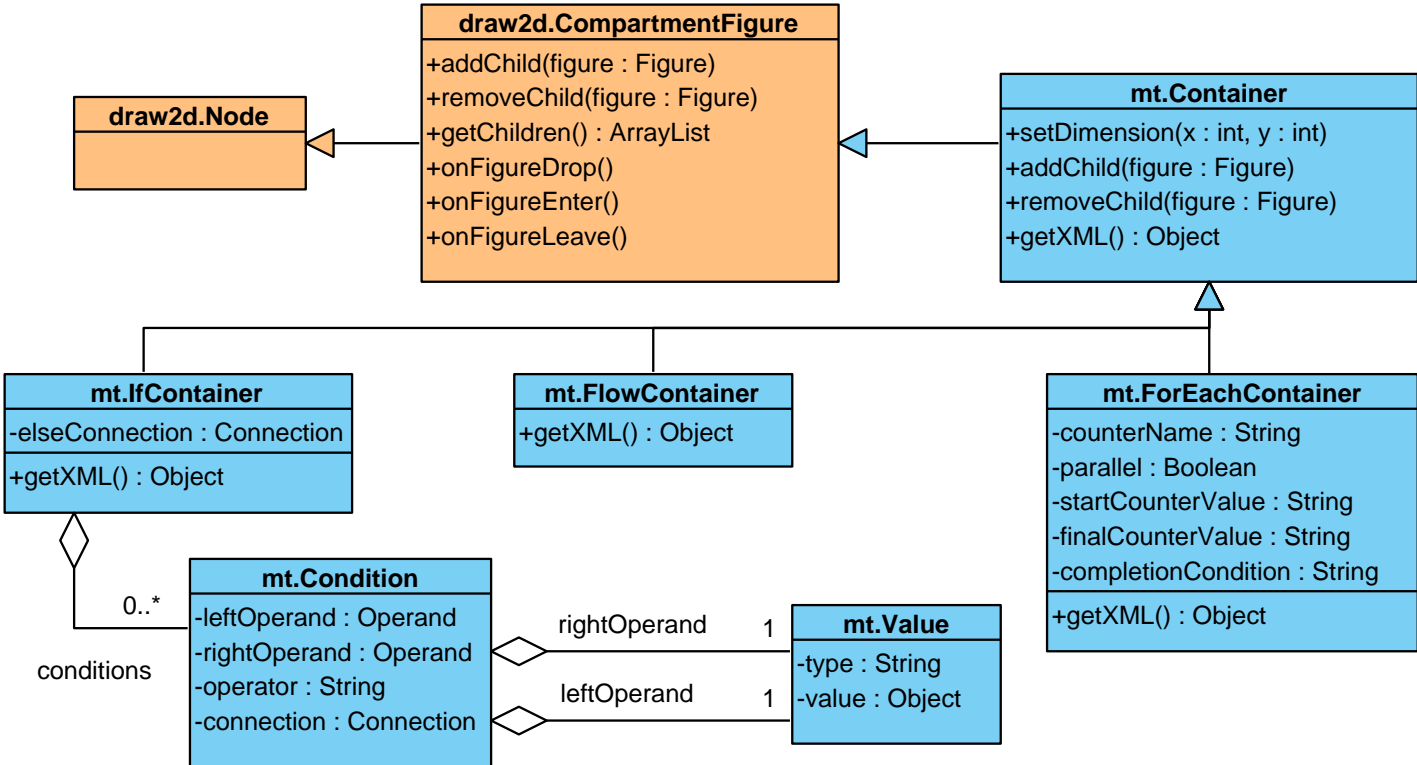 draw2d.CompartmentFigure
+addChild(figure : Figure)
+removeChild(figure : Figure)
+getChildren() : ArrayList
+onFigureDrop()
+onFigureEnter()
+onFigureLeave()
draw2d.Node
mt.Container
+setDimension(x : int, y : int)
+addChild(figure : Figure)
+removeChild(figure : Figure)
+getXML() : Object
mt.IfContainer
-elseConnection : Connection
+getXML() : Object
mt.FlowContainer
+getXML() : Object
mt.ForEachContainer
-counterName : String
-parallel : Boolean
-startCounterValue : String
-finalCounterValue : String
-completionCondition : String
+getXML() : Object
0..*
conditions
mt.Condition
-leftOperand : Operand
-rightOperand : Operand
-operator : String
-connection : Connection
rightOperand
1
leftOperand
1
mt.Value
-type : String
-value : Object